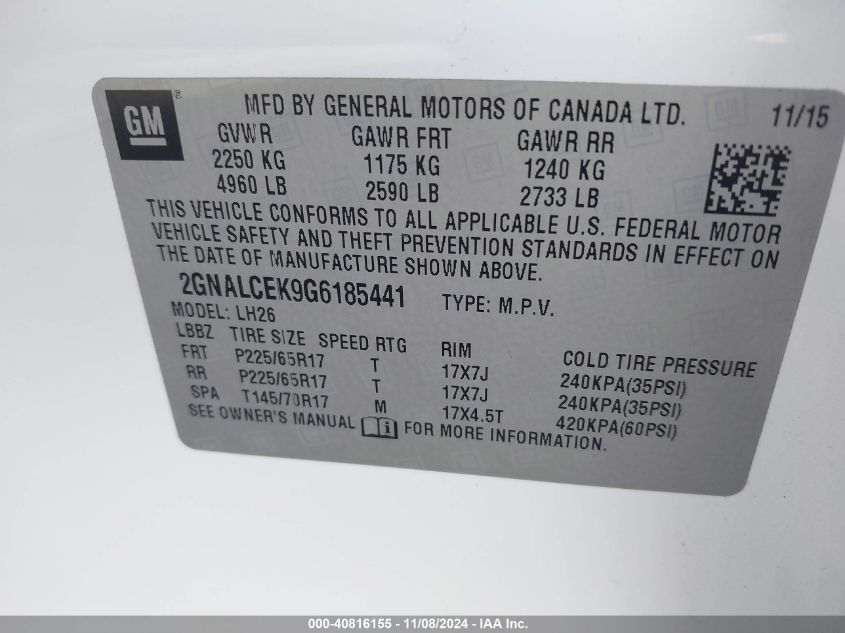 GM ® MFD BY GENERAL MOTORS OF CANADA LTD. 11/15
GVWR GAWR FRT GAWR RR
2250 KG 1175 KG 1240 KG
4960 LB 2590 LB 2733 LB
THIS VEHICLE CONFORMS TO ALL APPLICABLE U.S. FEDERAL MOTOR
VEHICLE SAFETY AND THEFT PREVENTION STANDARDS IN EFFECT ON
THE DATE OF MANUFACTURE SHOWN ABOVE.
2GNALCEK9G6185441 TYPE: M.P.V.
MODEL: LH26
LBBZ TIRE SIZE SPEED RTG RIM COLD TIRE PRESSURE
FRT P225/65R17 T 17X7J 240KPA(35PSI)
RR P225/65R17 T 17X7J 240KPA(35PSI)
SPA T145/70R17 M 17X4.5T 420KPA(60PSI)
SEE OWNER'S MANUAL FOR MORE INFORMATION.
000-40816155 - 11/08/2024 - IAA Inc.